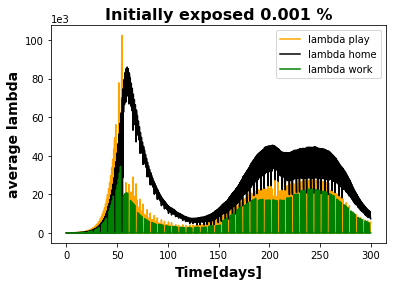 Initially exposed 0.001 %
1e3
lambda play
lambda home
lambda work
average lambda
100
80
60
40
20
0
0 50 100 150 200 250 300
Time[days]